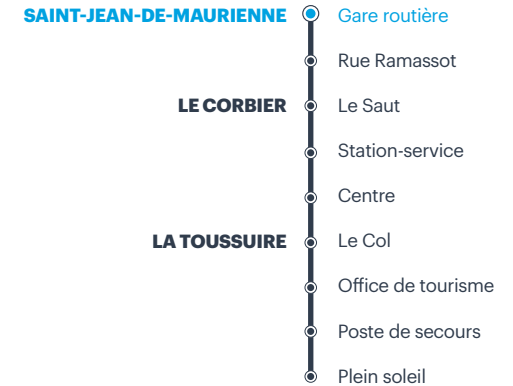 SAINT-JEAN-DE-MAURIENNE Gare routière
Rue Ramassot
LE CORBIER Le Saut
Station-service
Centre
LA TOUSSUIRE Le Col
Office de tourisme
Poste de secours
Plein soleil